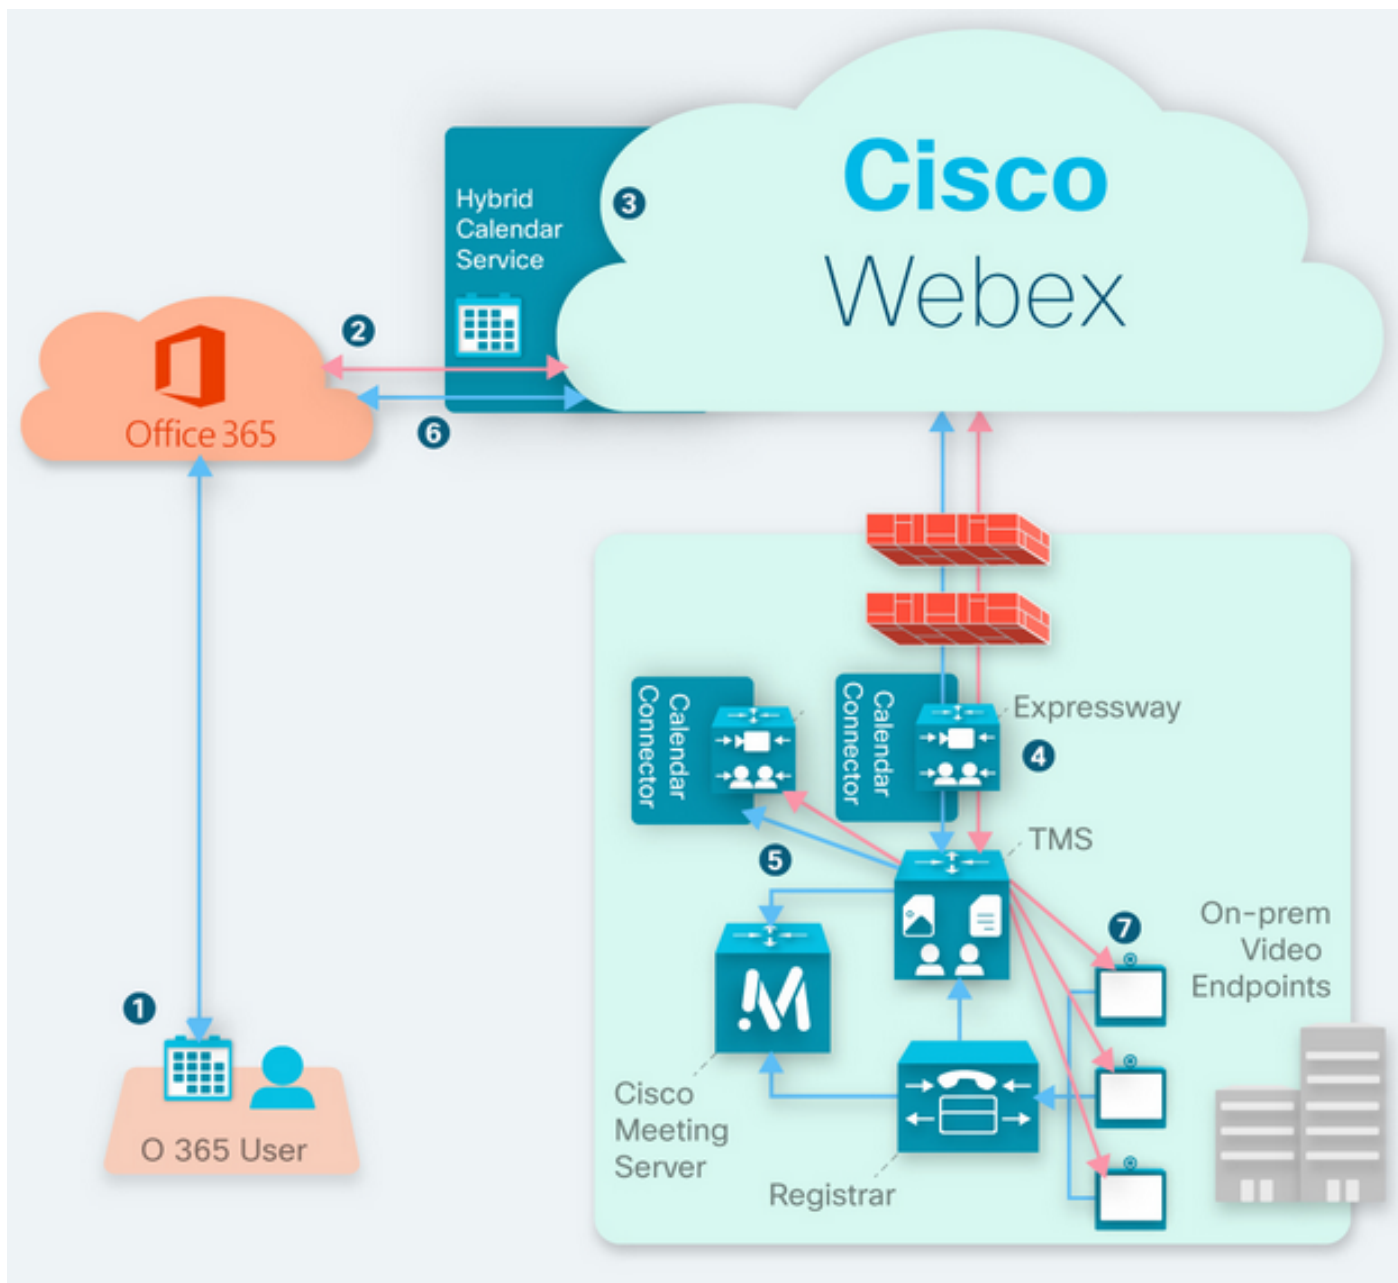 Cisco
Webex
Hybrid
Calendar
Service
3
2
6
Office 365
1
O 365 User
Calendar
Connector
Calendar
Connector
Expressway
4
TMS
5
7
On-prem
Video
Endpoints
Cisco
Meeting
Server
Registrar